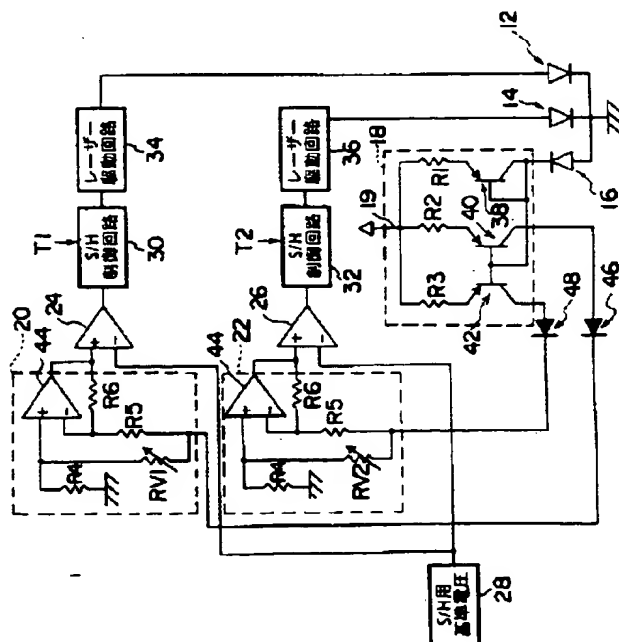 20
44
24
T1
S/H
制御回路
30
レーザー
駆動回路
34
12
+
-
+
-
R6
R5
R4
RV1
22
44
26
T2
S/H
制御回路
32
レーザー
駆動回路
36
14
+
-
+
-
R6
R5
R4
RV2
18
19
R3
R2
R1
42
40
38
16
48
46
S/H用
基準電圧
28